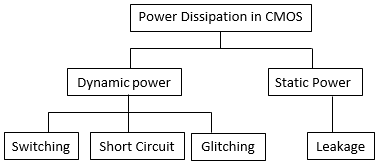 Power Dissipation in CMOS
Dynamic power
Static Power
Switching
Short Circuit
Glitching
Leakage